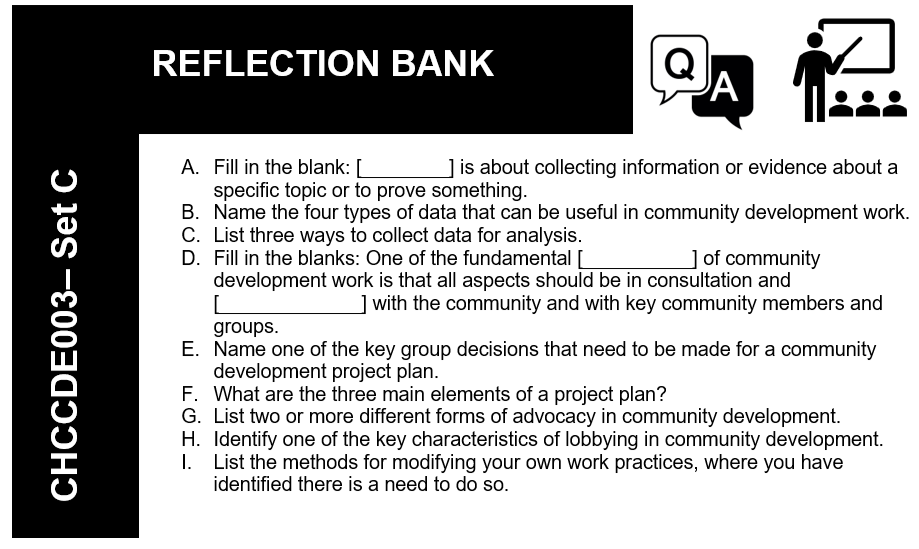 REFLECTION BANK
Q
A
CHCCDE003– Set C
A. Fill in the blank: [_________] is about collecting information or evidence about a
specific topic or to prove something.
B. Name the four types of data that can be useful in community development work.
C. List three ways to collect data for analysis.
D. Fill in the blanks: One of the fundamental [___________] of community
development work is that all aspects should be in consultation and
[______________] with the community and with key community members and
groups.
E. Name one of the key group decisions that need to be made for a community
development project plan.
F. What are the three main elements of a project plan?
G. List two or more different forms of advocacy in community development.
H. Identify one of the key characteristics of lobbying in community development.
I. List the methods for modifying your own work practices, where you have
identified there is a need to do so.